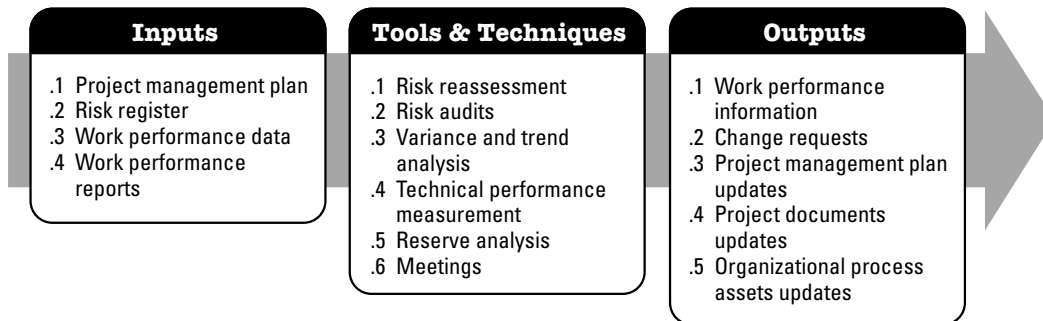 Inputs
.1 Project management plan
.2 Risk register
.3 Work performance data
.4 Work performance
reports
Tools & Techniques
.1 Risk reassessment
.2 Risk audits
.3 Variance and trend
analysis
.4 Technical performance
measurement
.5 Reserve analysis
.6 Meetings
Outputs
.1 Work performance
information
.2 Change requests
.3 Project management plan
updates
.4 Project documents
updates
.5 Organizational process
assets updates